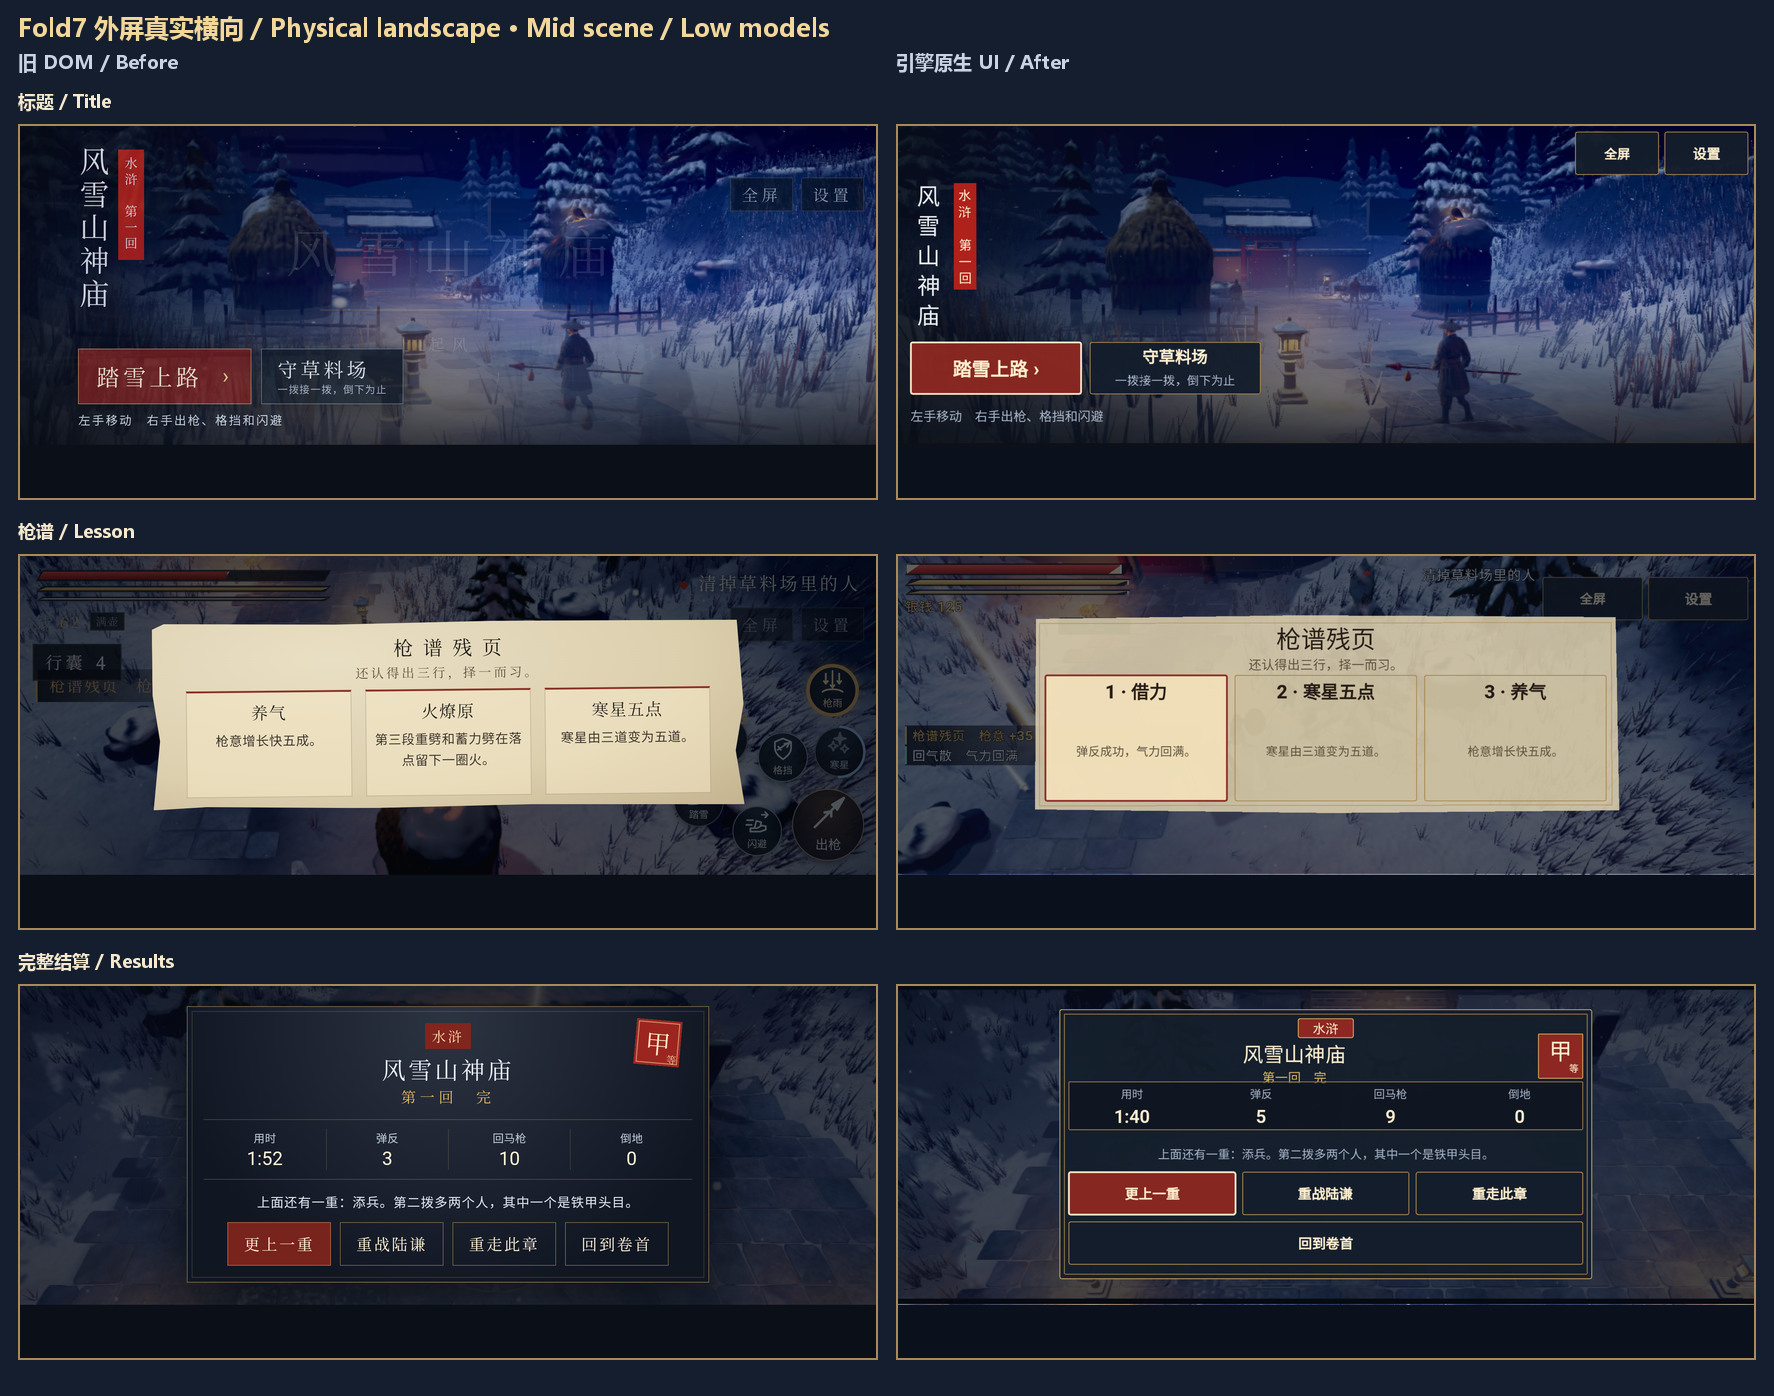 Fold7 外屏真实横向 / Physical landscape • Mid scene / Low models
旧 DOM / Before
引擎原生 UI / After
标题 / Title
风雪山神庙
水浒 第一回
全屏
设置
风雪山神庙
起风
踏雪上路 ›
守草料场
一拨接一拨，倒下为止
左手移动 右手出枪、格挡和闪避
全屏
设置
风雪山神庙
水浒 第一回
踏雪上路 ›
守草料场
一拨接一拨，倒下为止
左手移动 右手出枪、格挡和闪避
枪谱 / Lesson
清掉草料场里的人
满壶
全屏
设置
行囊 4
枪谱残页 枪
枪谱残页
还认得出三行，择一而习。
养气
枪意增长快五成。
火燎原
第三段重劈和蓄力劈在落
点留下一圈火。
寒星五点
寒星由三道变为五道。
枪雨
格挡
寒星
踏雪
闪避
出枪
清掉草料场里的人
全屏
设置
枪谱残页 枪意 +35
回气散 气力回满
枪谱残页
还认得出三行，择一而习。
1 · 借力
弹反成功，气力回满。
2 · 寒星五点
寒星由三道变为五道。
3 · 养气
枪意增长快五成。
完整结算 / Results
水浒
甲
等
风雪山神庙
第一回 完
用时
弹反
回马枪
倒地
1:52
3
10
0
上面还有一重：添兵。第二拨多两个人，其中一个是铁甲头目。
更上一重
重战陆谦
重走此章
回到卷首
水浒
甲
等
风雪山神庙
第一回 完
用时
弹反
回马枪
倒地
1:40
5
9
0
上面还有一重：添兵。第二拨多两个人，其中一个是铁甲头目。
更上一重
重战陆谦
重走此章
回到卷首